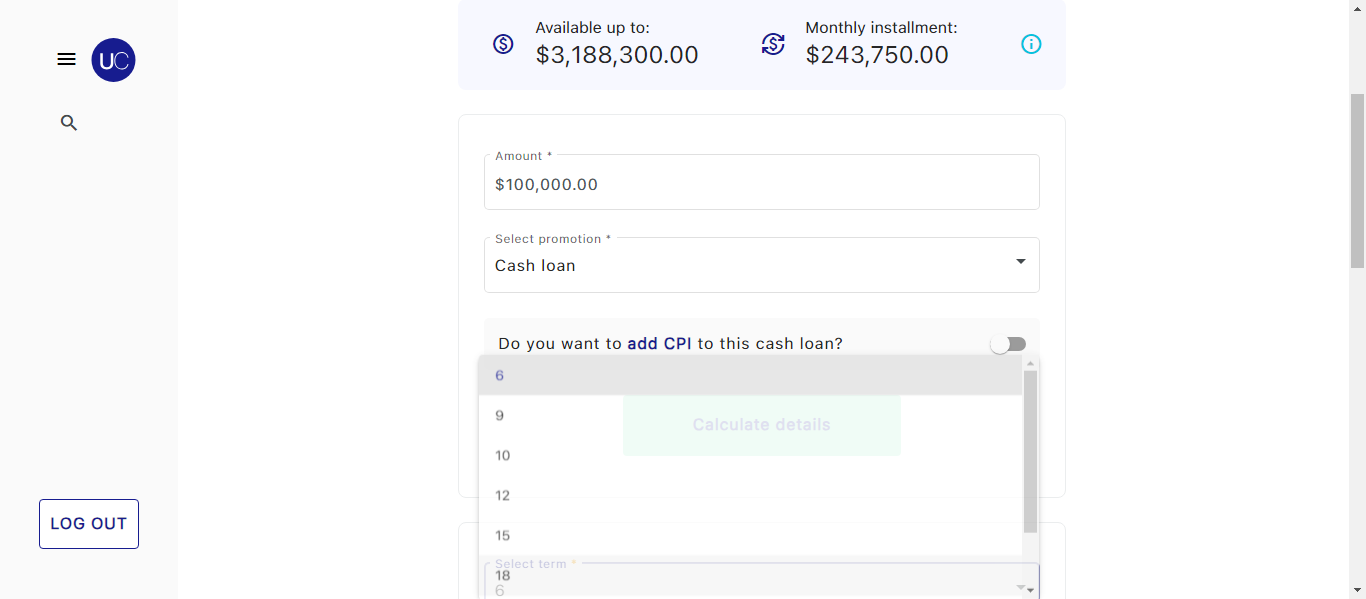 UC
LOG OUT
Available up to:
$3,188,300.00
Monthly installment:
$243,750.00
Amount *
$100,000.00
Select promotion *
Cash loan
Do you want to add CPI to this cash loan?
6
9
Calculate details
10
12
15
Select term *
18
6